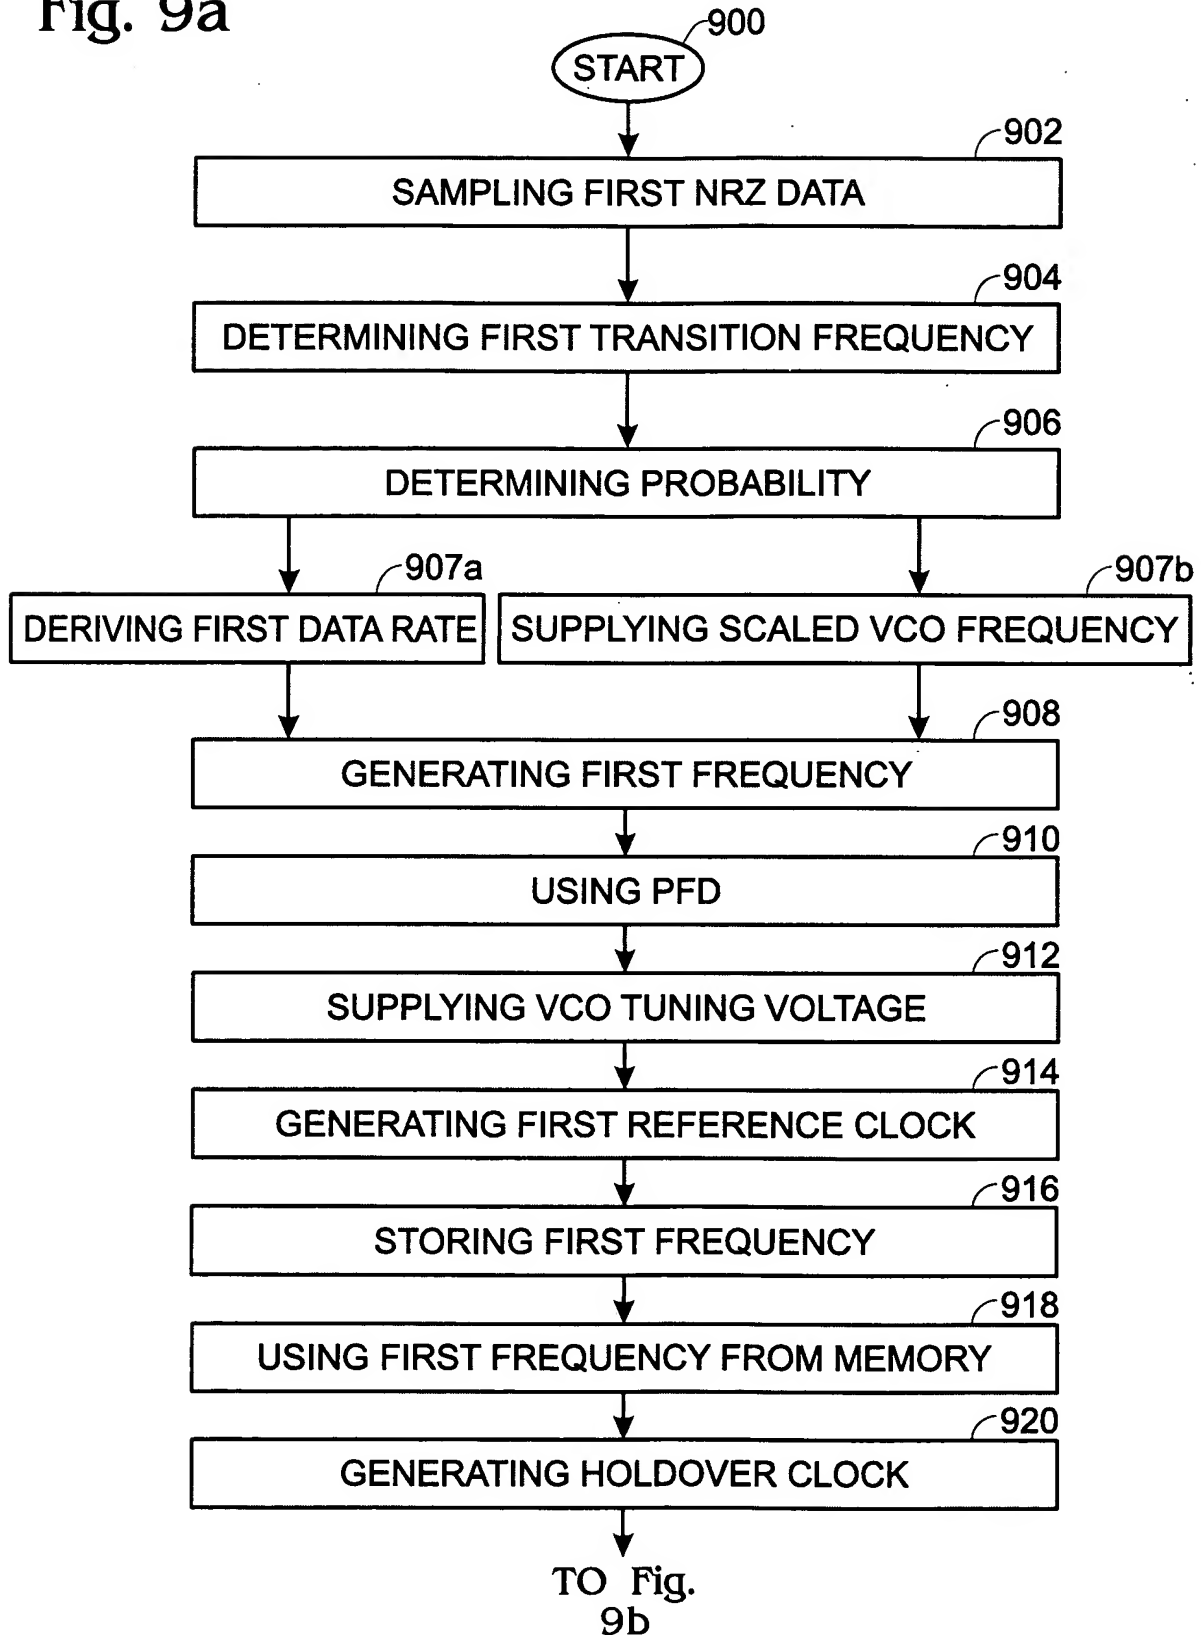 Fig. 9a
900
START
902
SAMPLING FIRST NRZ DATA
904
DETERMINING FIRST TRANSITION FREQUENCY
906
DETERMINING PROBABILITY
907a
DERIVING FIRST DATA RATE
907b
SUPPLYING SCALED VCO FREQUENCY
908
GENERATING FIRST FREQUENCY
910
USING PFD
912
SUPPLYING VCO TUNING VOLTAGE
914
GENERATING FIRST REFERENCE CLOCK
916
STORING FIRST FREQUENCY
918
USING FIRST FREQUENCY FROM MEMORY
920
GENERATING HOLDOVER CLOCK
TO Fig.
9b